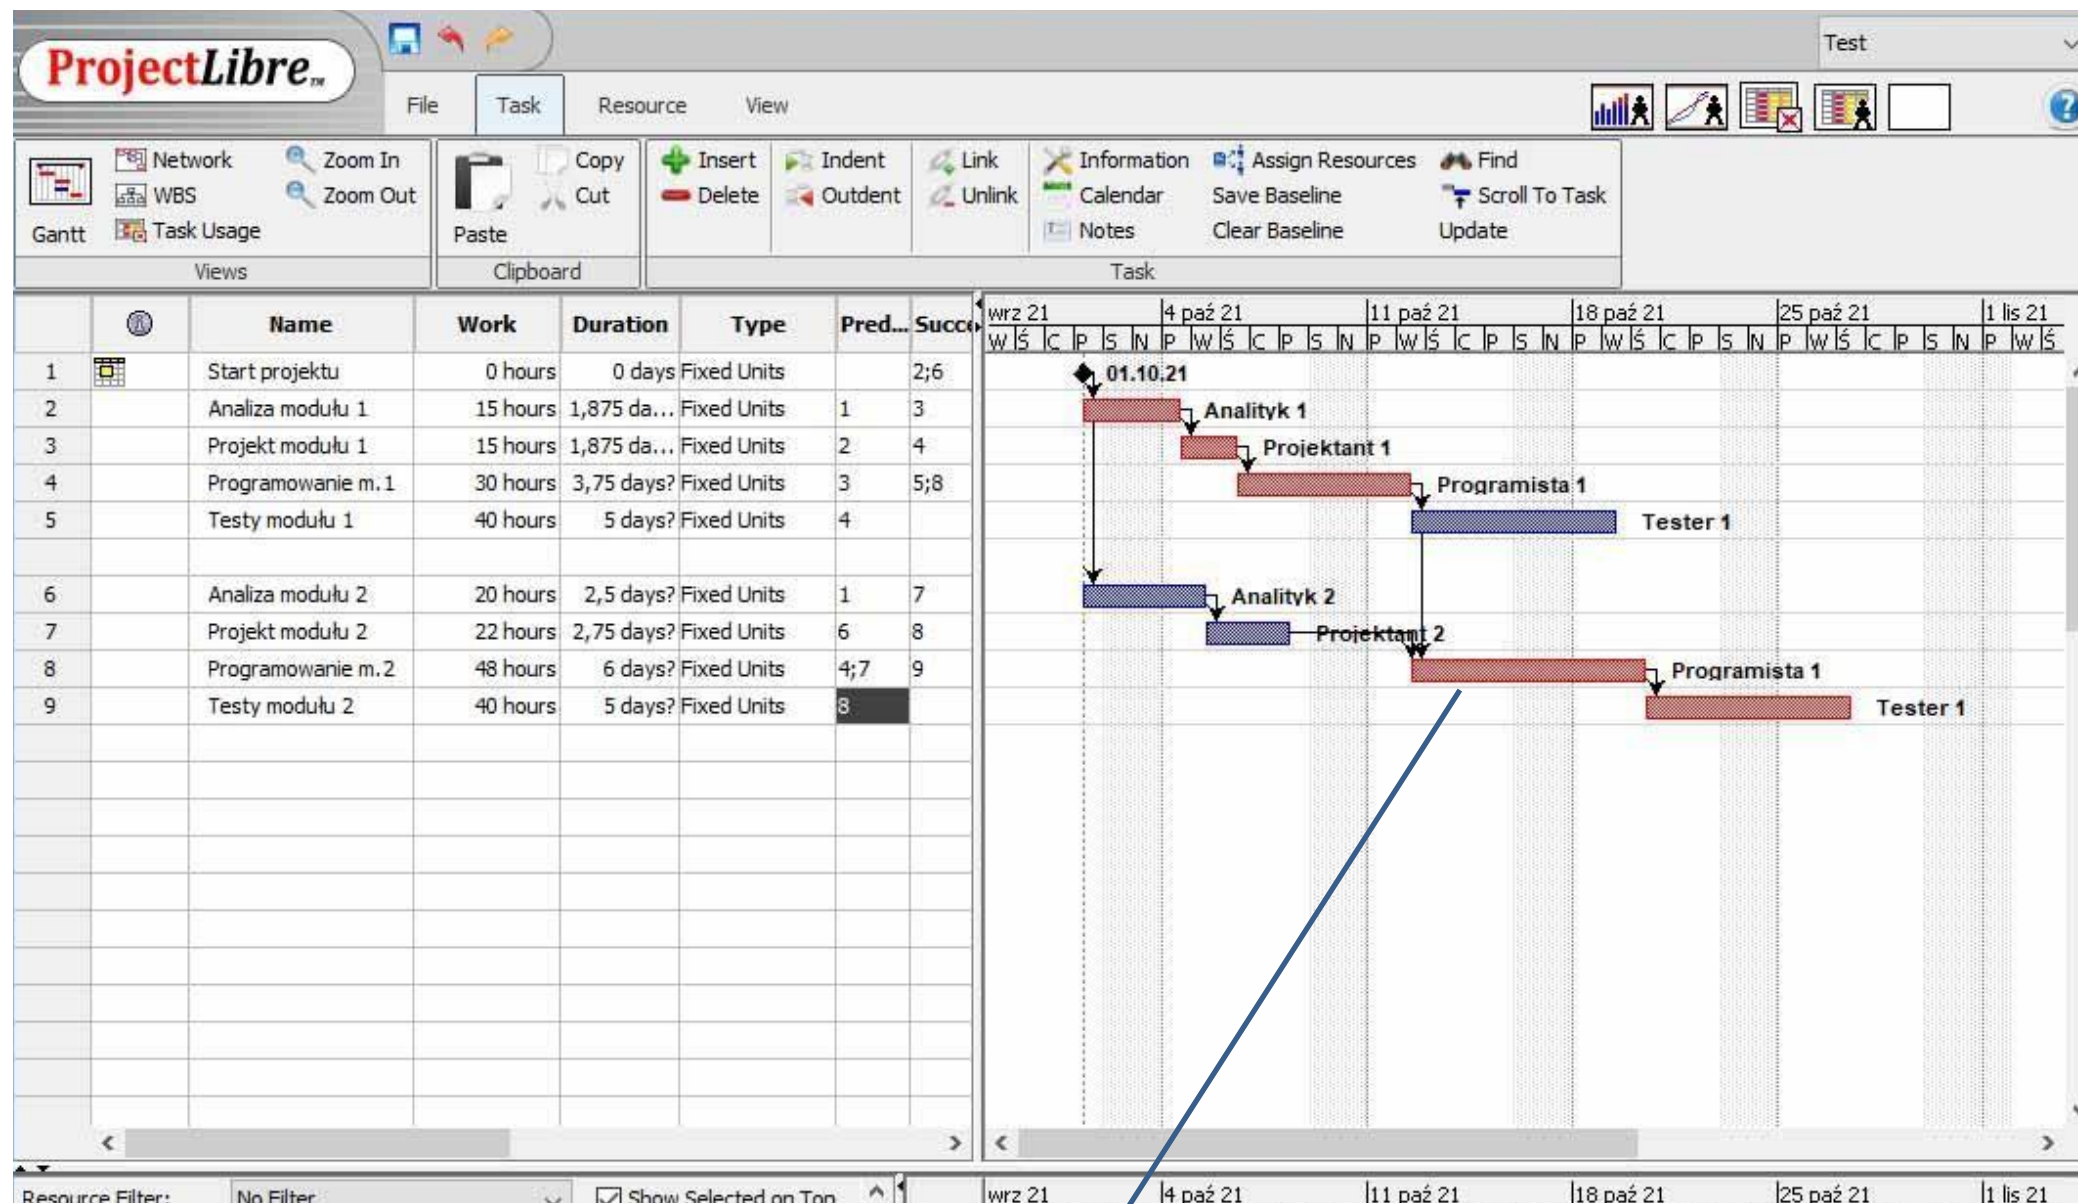 Test
ProjectLibre™
File Task Resource View
Network Zoom In Copy Insert Indent Link Information Assign Resources Find
WBS Zoom Out Cut Delete Outdent Unlink Calendar Save Baseline Scroll To Task
Gantt Task Usage Paste Notes Clear Baseline Update
Views Clipboard Task
Name Work Duration Type Pred... Succe
wrz 21 4 paź 21 11 paź 21 18 paź 21 25 paź 21 1 lis 21
W Ś C P S N P W Ś C P S N P W Ś C P S N P W Ś C P S N P W Ś C P S N P W Ś
1 Start projektu 0 hours 0 days Fixed Units 2;6 01.10.21
2 Analiza modułu 1 15 hours 1,875 da... Fixed Units 1 3 Analityk 1
3 Projekt modułu 1 15 hours 1,875 da... Fixed Units 2 4 Projektant 1
4 Programowanie m.1 30 hours 3,75 days? Fixed Units 3 5;8 Programista 1
5 Testy modułu 1 40 hours 5 days? Fixed Units 4 Tester 1
6 Analiza modułu 2 20 hours 2,5 days? Fixed Units 1 7 Analityk 2
7 Projekt modułu 2 22 hours 2,75 days? Fixed Units 6 8 Projektant 2
8 Programowanie m.2 48 hours 6 days? Fixed Units 4;7 9 Programista 1
9 Testy modułu 2 40 hours 5 days? Fixed Units 8 Tester 1
Resource Filter: No Filter Show Selected on Top wrz 21 4 paź 21 11 paź 21 18 paź 21 25 paź 21 1 lis 21